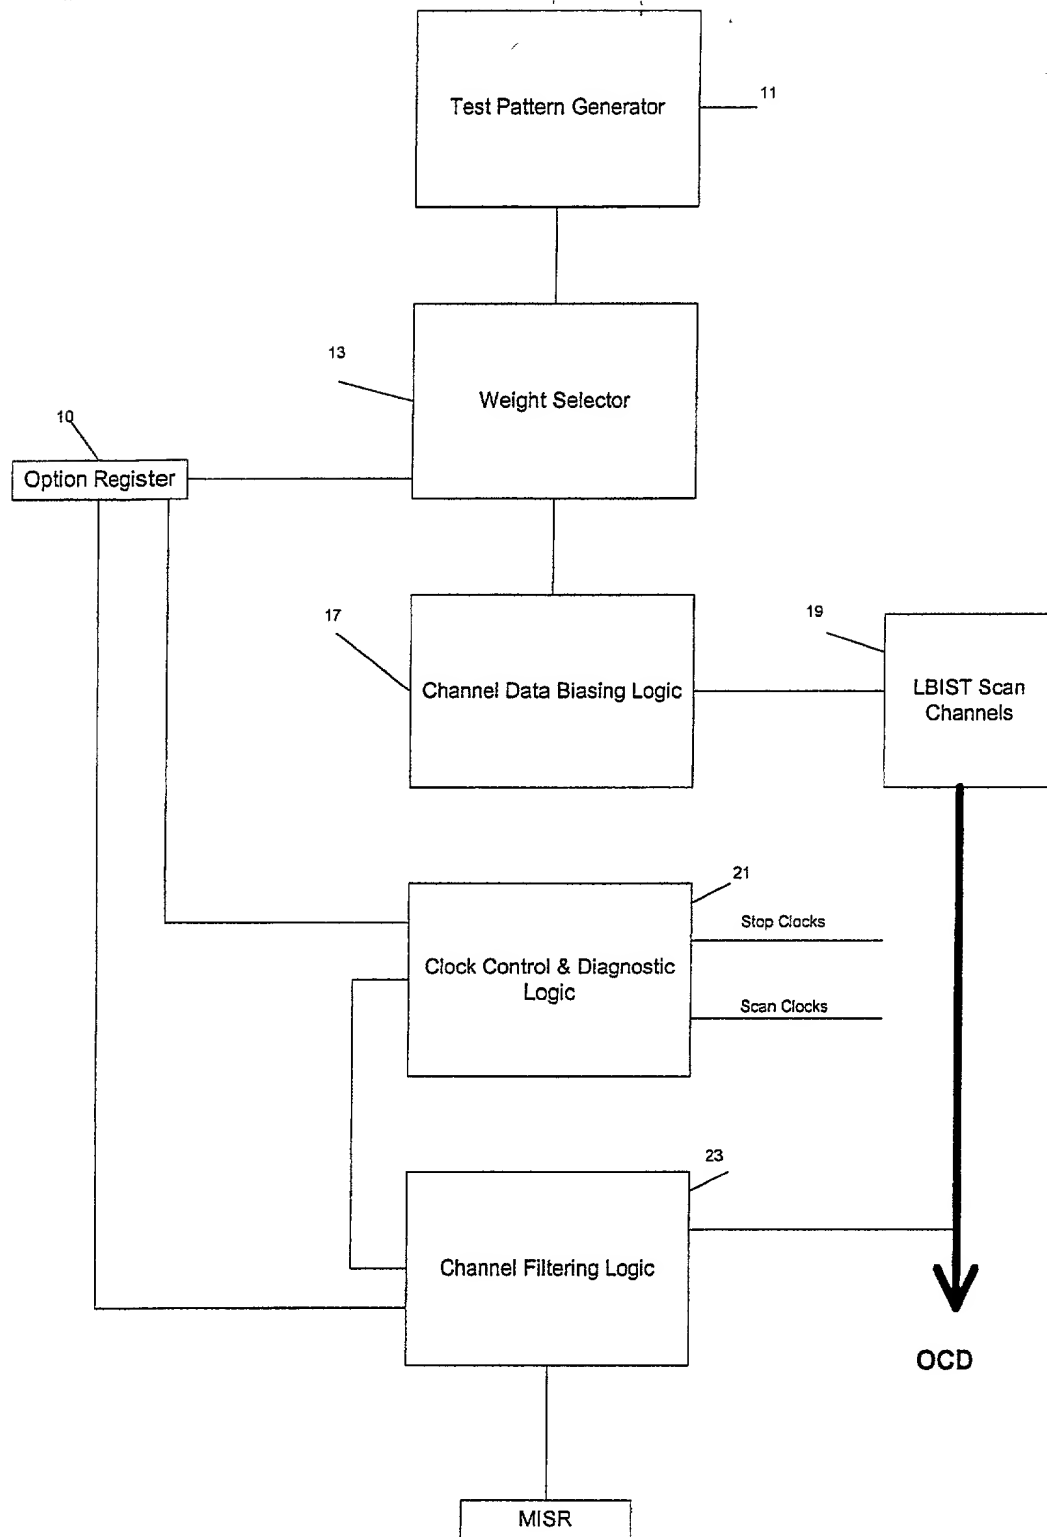 Test Pattern Generator
11
13
Weight Selector
10
Option Register
17
Channel Data Biasing Logic
19
LBIST Scan
Channels
21
Stop Clocks
Clock Control & Diagnostic
Logic
Scan Clocks
23
Channel Filtering Logic
OCD
MISR